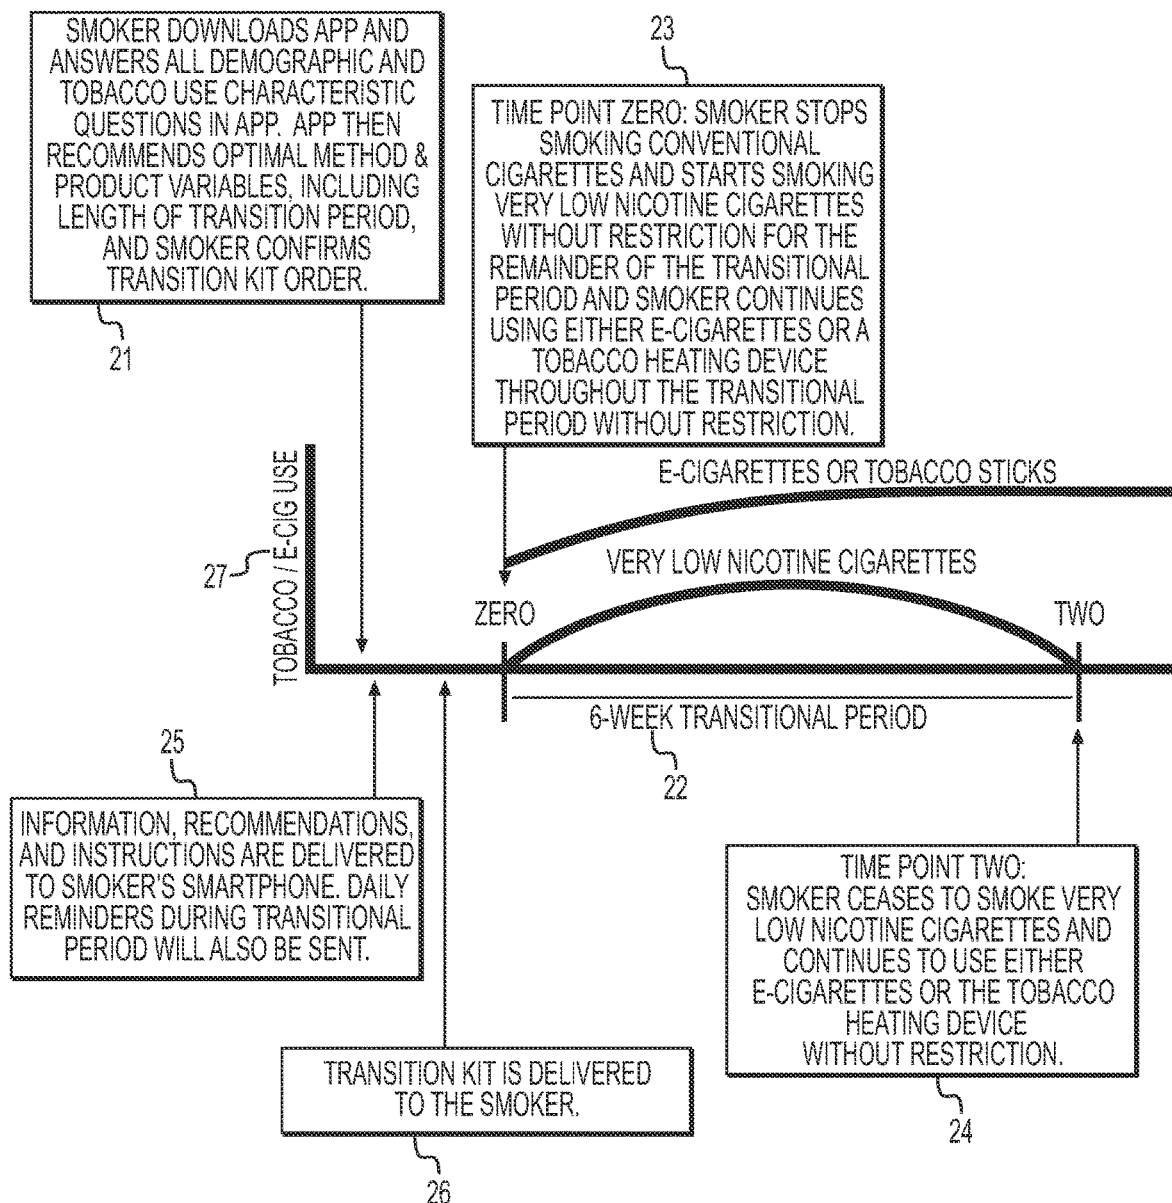 SMOKER DOWNLOADS APP AND
ANSWERS ALL DEMOGRAPHIC AND
TOBACCO USE CHARACTERISTIC
QUESTIONS IN APP. APP THEN
RECOMMENDS OPTIMAL METHOD &
PRODUCT VARIABLES, INCLUDING
LENGTH OF TRANSITION PERIOD,
AND SMOKER CONFIRMS
TRANSITION KIT ORDER.
21
23
TIME POINT ZERO: SMOKER STOPS
SMOKING CONVENTIONAL
CIGARETTES AND STARTS SMOKING
VERY LOW NICOTINE CIGARETTES
WITHOUT RESTRICTION FOR THE
REMAINDER OF THE TRANSITIONAL
PERIOD AND SMOKER CONTINUES
USING EITHER E-CIGARETTES OR A
TOBACCO HEATING DEVICE
THROUGHOUT THE TRANSITIONAL
PERIOD WITHOUT RESTRICTION.
27
TOBACCO / E-CIG USE
E-CIGARETTES OR TOBACCO STICKS
VERY LOW NICOTINE CIGARETTES
ZERO
TWO
6-WEEK TRANSITIONAL PERIOD
22
25
INFORMATION, RECOMMENDATIONS,
AND INSTRUCTIONS ARE DELIVERED
TO SMOKER'S SMARTPHONE. DAILY
REMINDERS DURING TRANSITIONAL
PERIOD WILL ALSO BE SENT.
TRANSITION KIT IS DELIVERED
TO THE SMOKER.
26
TIME POINT TWO:
SMOKER CEASES TO SMOKE VERY
LOW NICOTINE CIGARETTES AND
CONTINUES TO USE EITHER
E-CIGARETTES OR THE TOBACCO
HEATING DEVICE
WITHOUT RESTRICTION.
24